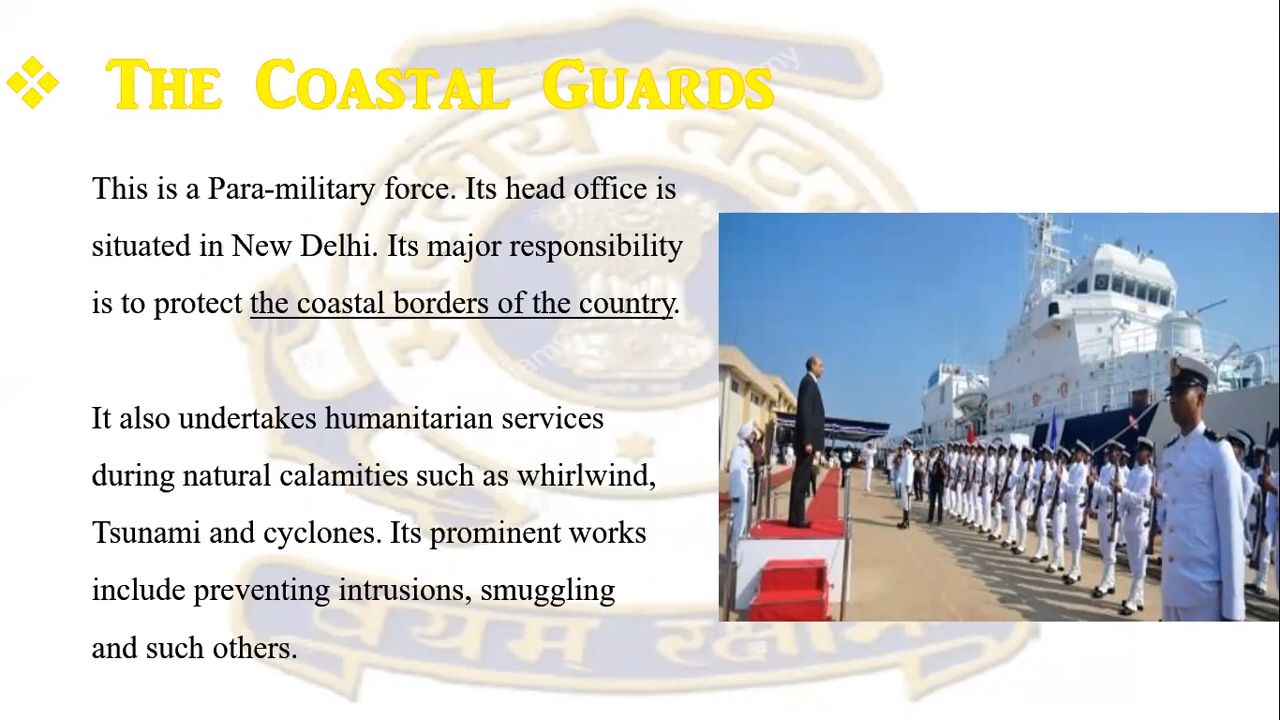 The Coastal Guards
This is a Para-military force. Its head office is
situated in New Delhi. Its major responsibility
is to protect the coastal borders of the country.
It also undertakes humanitarian services
during natural calamities such as whirlwind,
Tsunami and cyclones. Its prominent works
include preventing intrusions, smuggling
and such others.
वयम् रक्षामः